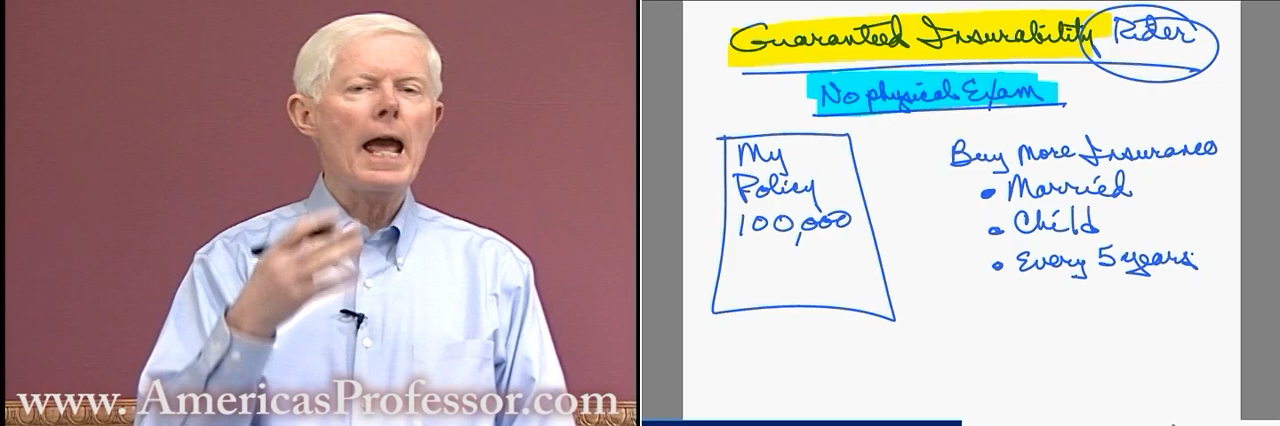 www.AmericasProfessor.com
Guaranteed Insurability Rider
No physical Exam
My
Policy
100,000
Buy More Insurance
• Married
• Child
• Every 5 years